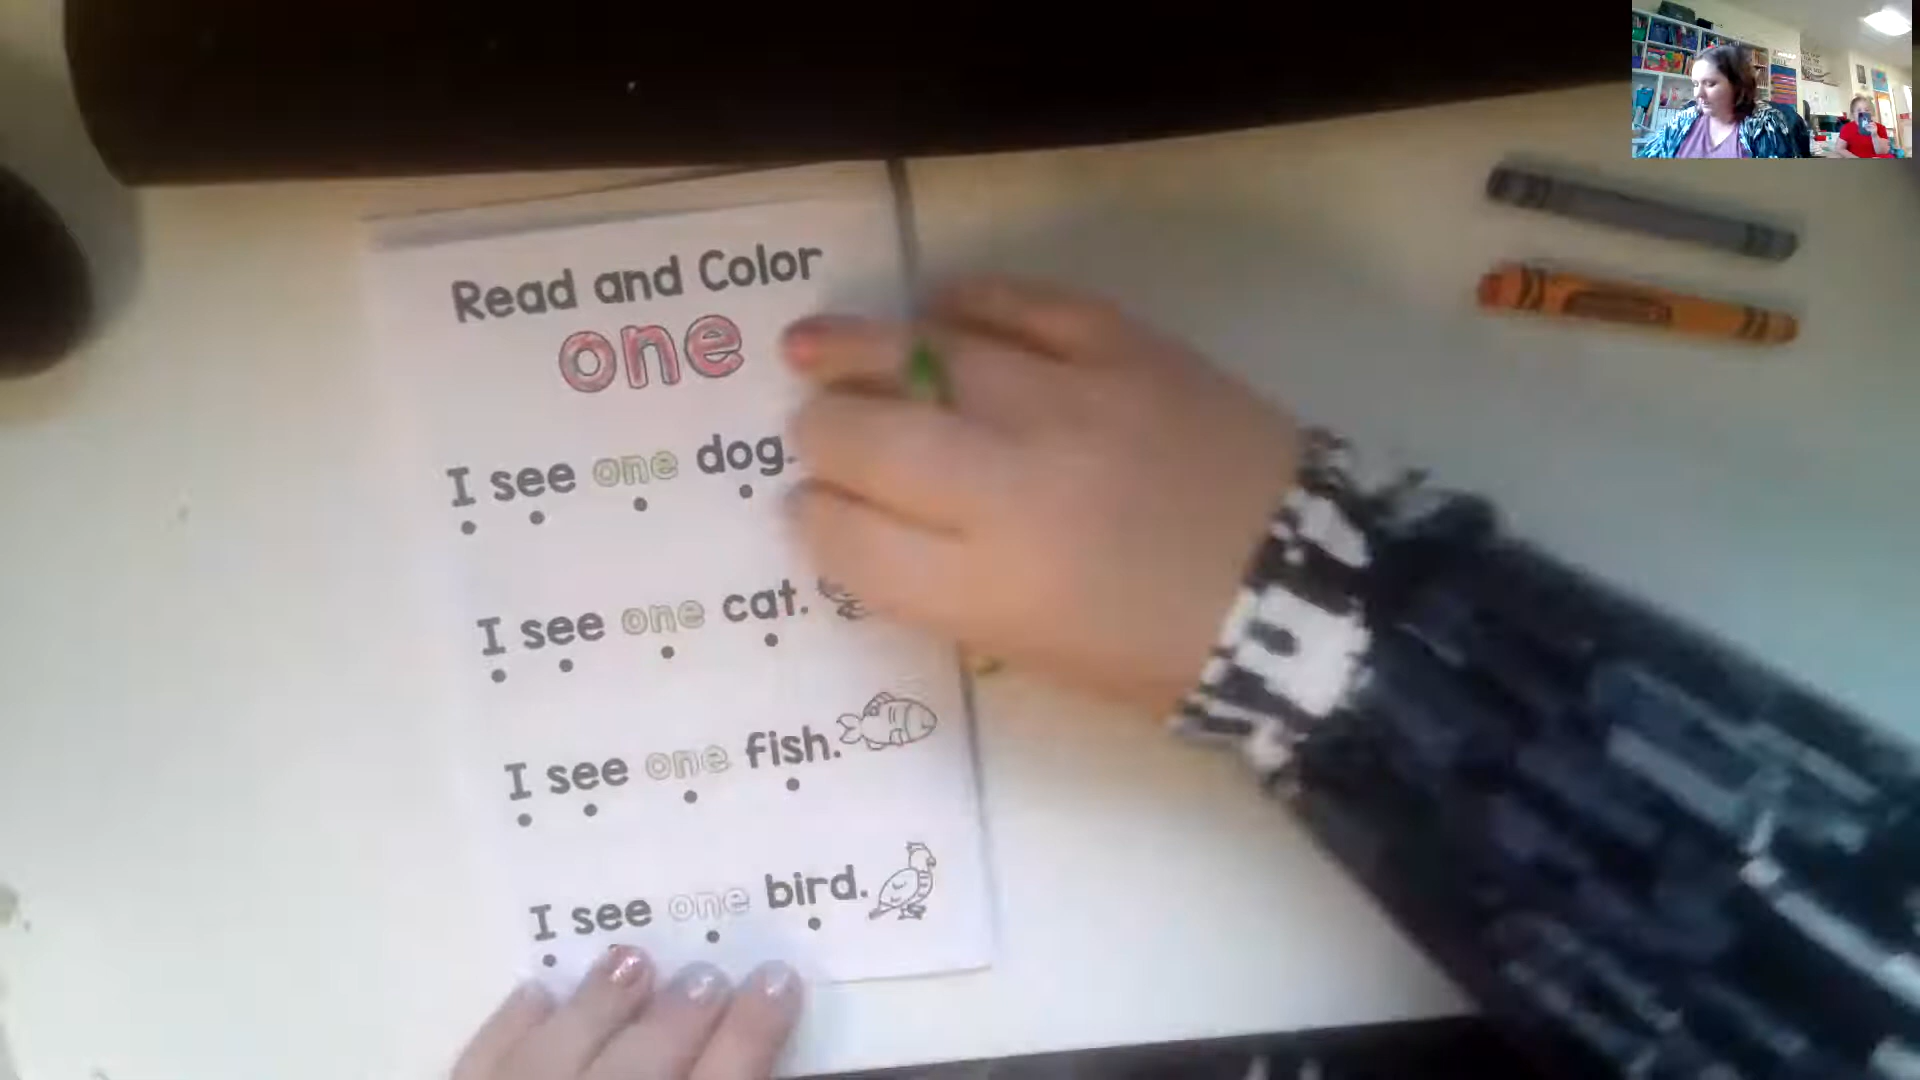 Read and Color
one
I see one dog.
I see one cat.
I see one fish.
I see one bird.